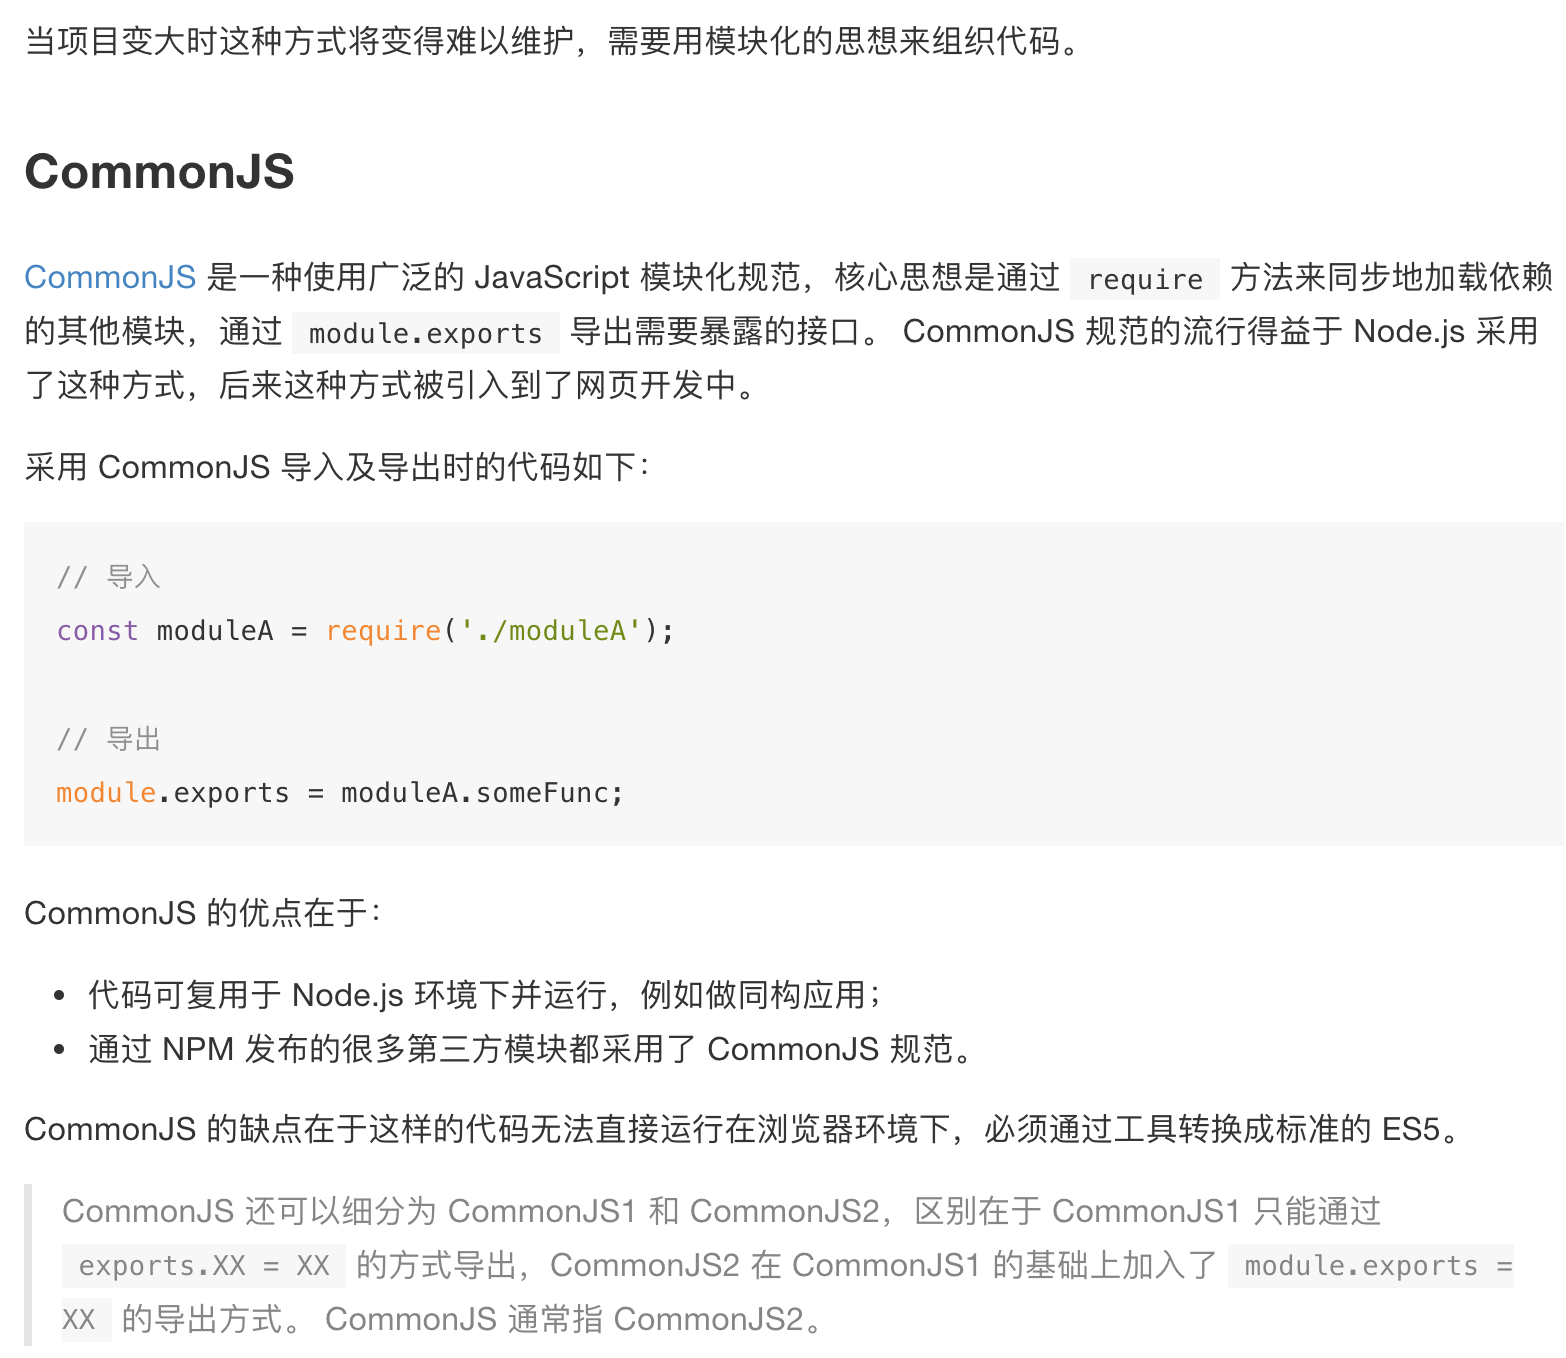 当项目变大时这种方式将变得难以维护，需要用模块化的思想来组织代码。
CommonJS
CommonJS 是一种使用广泛的 JavaScript 模块化规范，核心思想是通过 require 方法来同步地加载依赖
的其他模块，通过 module.exports 导出需要暴露的接口。 CommonJS 规范的流行得益于 Node.js 采用
了这种方式，后来这种方式被引入到了网页开发中。
采用 CommonJS 导入及导出时的代码如下：
// 导入
const moduleA = require('./moduleA');
// 导出
module.exports = moduleA.someFunc;
CommonJS 的优点在于：
• 代码可复用于 Node.js 环境下并运行，例如做同构应用；
• 通过 NPM 发布的很多第三方模块都采用了 CommonJS 规范。
CommonJS 的缺点在于这样的代码无法直接运行在浏览器环境下，必须通过工具转换成标准的 ES5。
CommonJS 还可以细分为 CommonJS1 和 CommonJS2，区别在于 CommonJS1 只能通过
exports.XX = XX 的方式导出，CommonJS2 在 CommonJS1 的基础上加入了 module.exports =
XX 的导出方式。 CommonJS 通常指 CommonJS2。